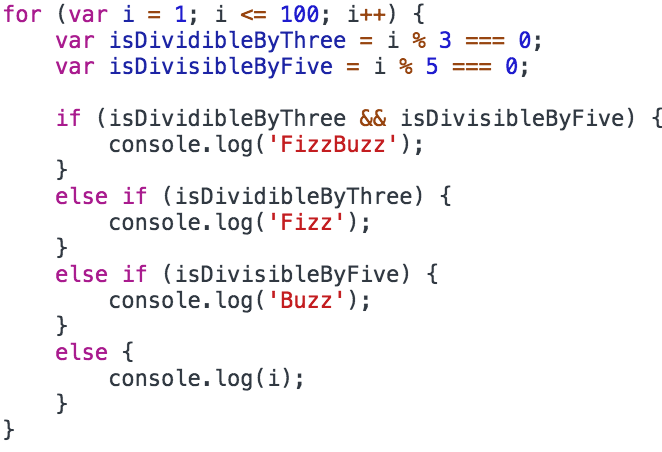 for (var i = 1; i <= 100; i++) {
    var isDividibleByThree = i % 3 === 0;
    var isDivisibleByFive = i % 5 === 0;

    if (isDividibleByThree && isDivisibleByFive) {
        console.log('FizzBuzz');
    }
    else if (isDividibleByThree) {
        console.log('Fizz');
    }
    else if (isDivisibleByFive) {
        console.log('Buzz');
    }
    else {
        console.log(i);
    }
}